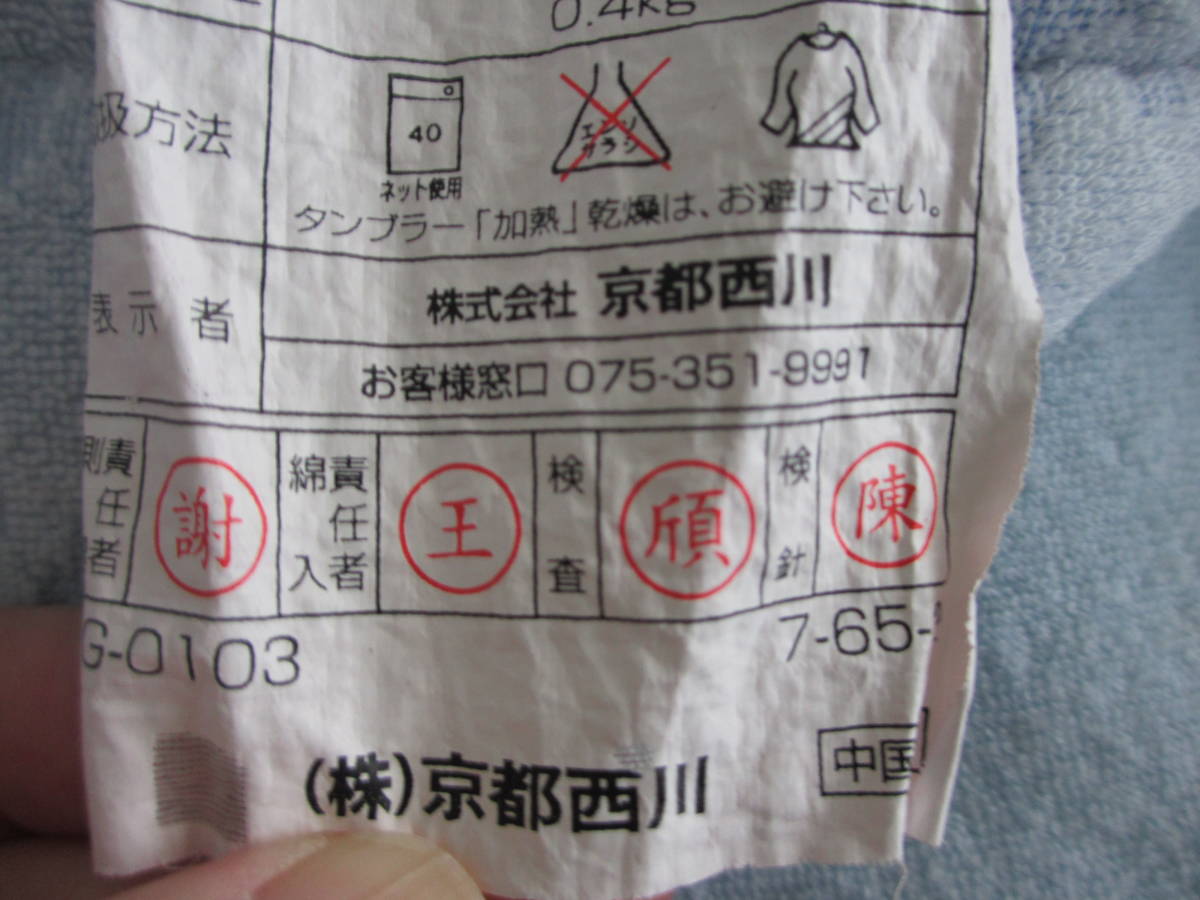 0.4kg
扱方法
40
ネット使用
エンソ
サラシ
タンブラー「加熱」乾燥は、お避け下さい。
表示者
株式会社 京都西川
お客様窓口 075-351-9991
則責任者 謝 綿責任入者 王 検査 頎 検針 陳
G-0103
7-65-
(株)京都西川
中国